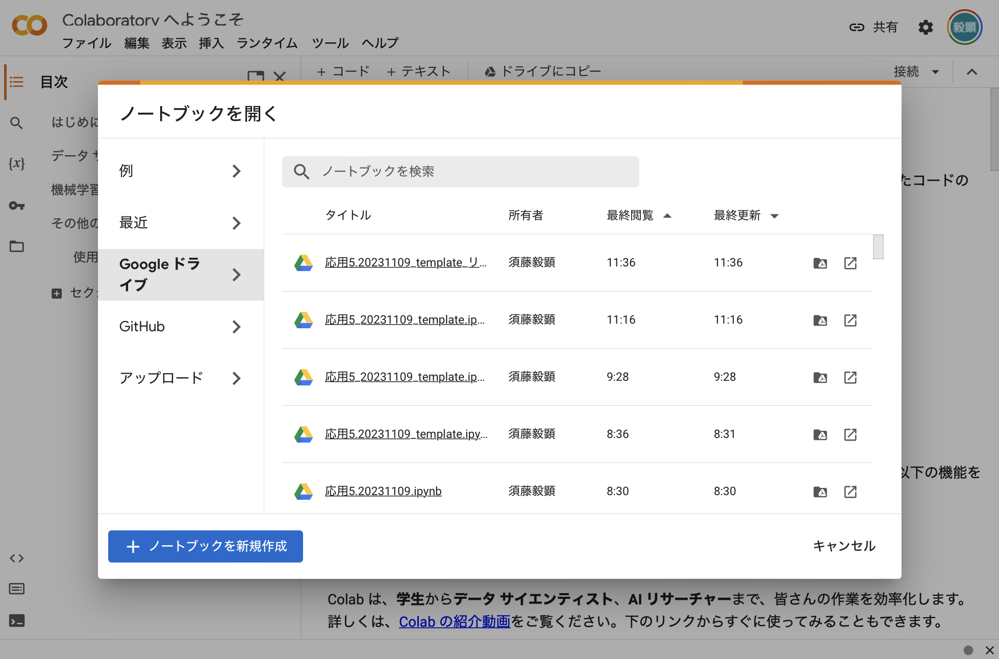 Colaboratory へようこそ
ファイル 編集 表示 挿入 ランタイム ツール ヘルプ
共有
毅顕
目次
+ コード + テキスト ドライブにコピー
接続
はじめに
データ サ
{x}
機械学習
その他の
使用
セク
たコードの
以下の機能を
ノートブックを開く
例
最近
Google ドラ
イブ
GitHub
アップロード
ノートブックを検索
タイトル 所有者 最終閲覧 最終更新
応用5.20231109_template_リ... 須藤毅顕 11:36 11:36
応用5_20231109_template.ip... 須藤毅顕 11:16 11:16
応用5_20231109_template.ip... 須藤毅顕 9:28 9:28
応用5.20231109_template.ipy... 須藤毅顕 8:36 8:31
応用5.20231109.ipynb 須藤毅顕 8:30 8:30
+ ノートブックを新規作成
キャンセル
Colab は、学生からデータ サイエンティスト、AI リサーチャーまで、皆さんの作業を効率化します。
詳しくは、Colab の紹介動画をご覧ください。下のリンクからすぐに使ってみることもできます。